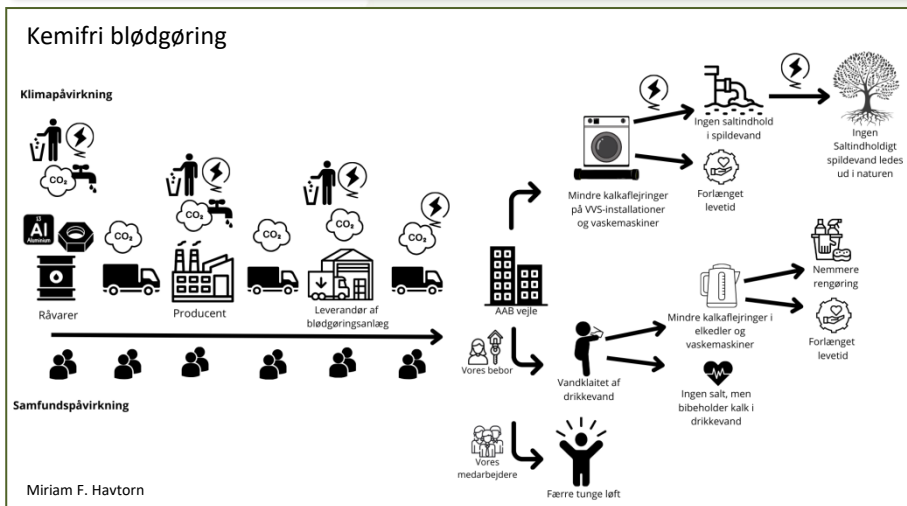 Kemifri blødgøring
Klimapåvirkning
CO₂
13
Al
Aluminium
CO₂
CO₂
CO₂
CO₂
CO₂
Råvarer
Producent
Leverandør af
blødgøringsanlæg
Samfundspåvirkning
AAB vejle
Mindre kalkaflejringer
på VVS-installationer
og vaskemaskiner
Ingen saltindhold
i spildevand
Forlænget
levetid
Ingen
Saltindholdigt
spildevand ledes
ud i naturen
Vores bebor
Vandklaitet af
drikkevand
Mindre kalkaflejringer i
elkedler og
vaskemaskiner
Nemmere
rengøring
Forlænget
levetid
Ingen salt, men
bibeholder kalk i
drikkevand
Vores
medarbejdere
Færre tunge løft
Miriam F. Havtorn